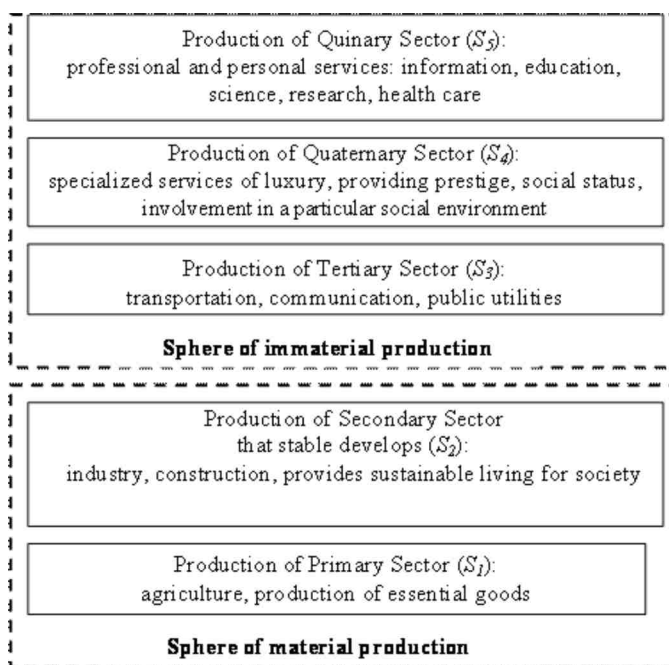 Production of Quinary Sector (S5):
professional and personal services: information, education,
science, research, health care
Production of Quaternary Sector (S4):
specialized services of luxury, providing prestige, social status,
involvement in a particular social environment
Production of Tertiary Sector (S3):
transportation, communication, public utilities
Sphere of immaterial production
Production of Secondary Sector
that stable develops (S2):
industry, construction, provides sustainable living for society
Production of Primary Sector (S1):
agriculture, production of essential goods
Sphere of material production